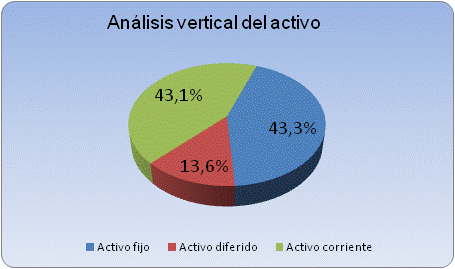 Análisis vertical del activo
43,1%
43,3%
13,6%
Activo fijo
Activo diferido
Activo corriente